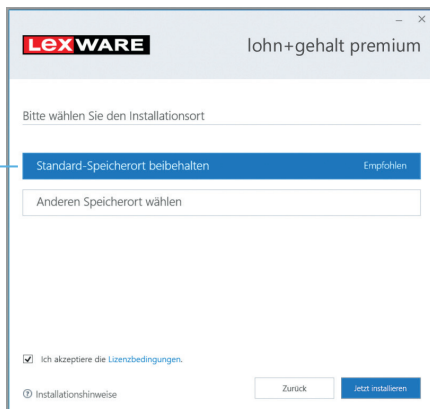 LEXWARE
lohn+gehalt premium
Bitte wählen Sie den Installationsort
Standard-Speicherort beibehalten Empfohlen
Anderen Speicherort wählen
Ich akzeptiere die Lizenzbedingungen.
Installationshinweise
Zurück
Jetzt installieren